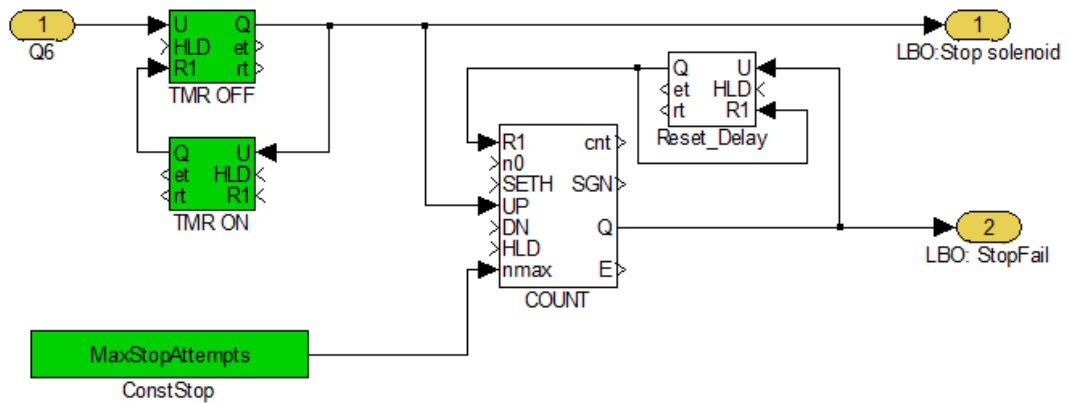 1
Q6
U Q
HLD et
R1 rt
TMR OFF
Q U
et HLD
rt R1
TMR ON
R1 cnt
n0
SETH SGN
UP
DN Q
HLD
nmax E
COUNT
Q U
et HLD
rt R1
Reset_Delay
1
LBO:Stop solenoid
2
LBO: StopFail
MaxStopAttempts
ConstStop